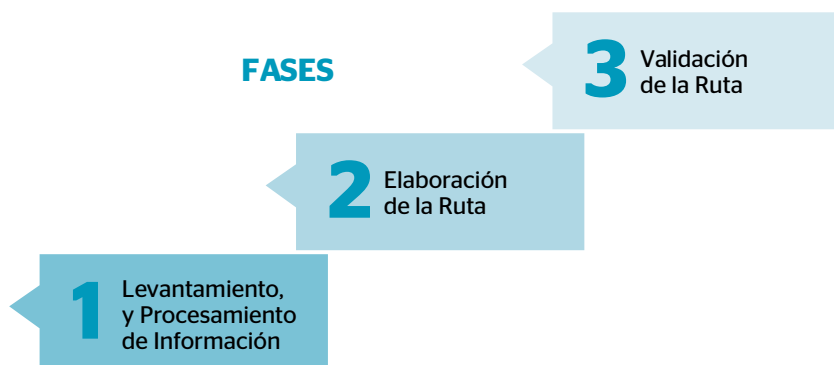 FASES
3
Validación
de la Ruta
2
Elaboración
de la Ruta
1
Levantamiento,
y Procesamiento
de Información